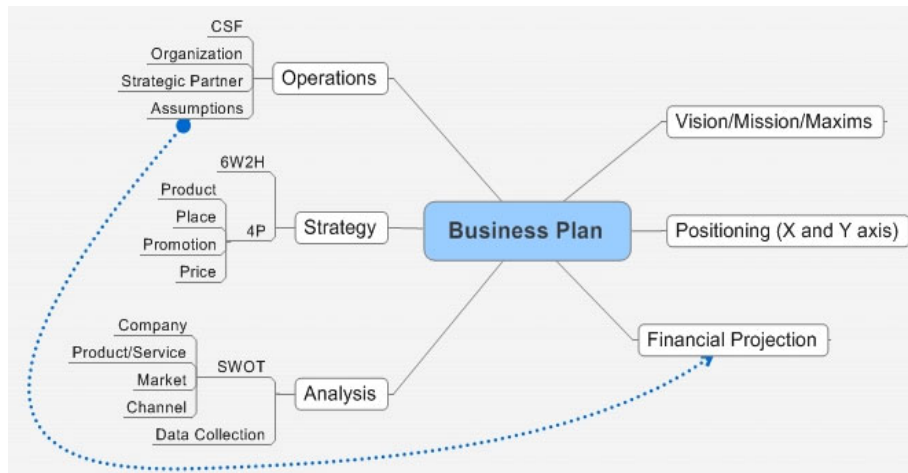 CSF
Organization
Strategic Partner
Assumptions
Operations
6W2H
Product
Place
Promotion
Price
4P
Strategy
Company
Product/Service
Market
Channel
SWOT
Data Collection
Analysis
Business Plan
Vision/Mission/Maxims
Positioning (X and Y axis)
Financial Projection